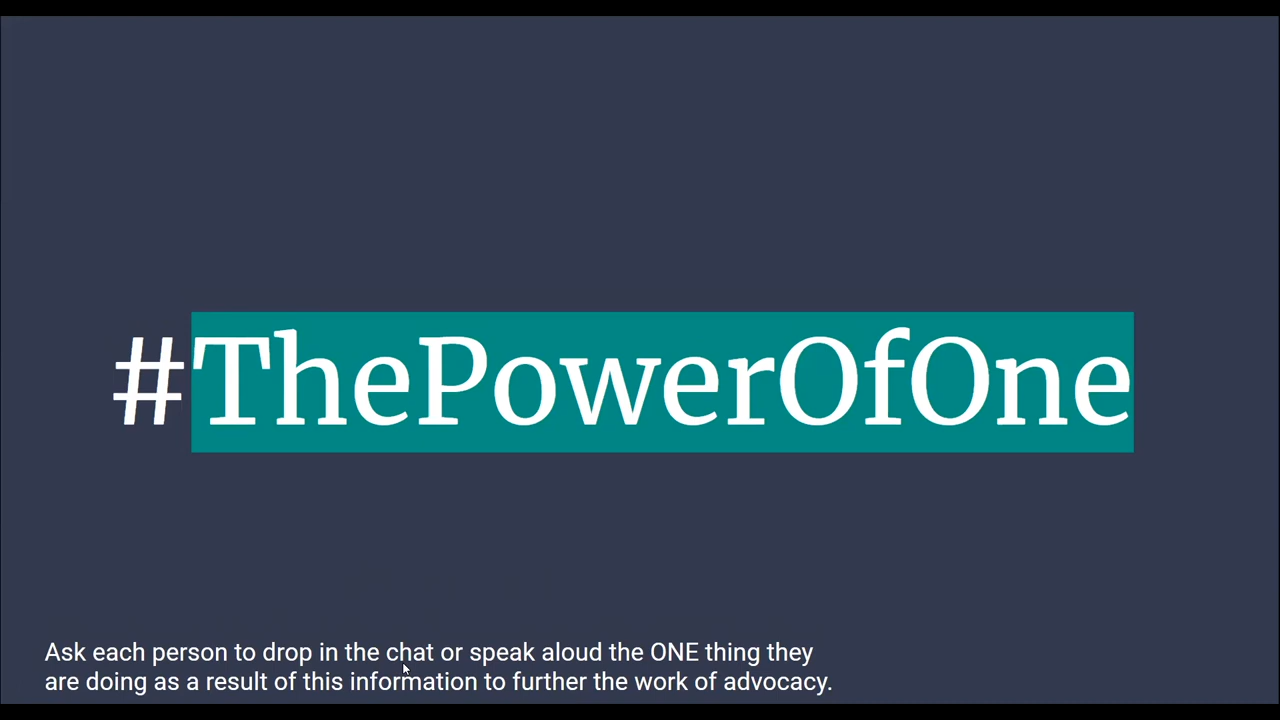 #ThePowerOfOne
Ask each person to drop in the chat or speak aloud the ONE thing they
are doing as a result of this information to further the work of advocacy.